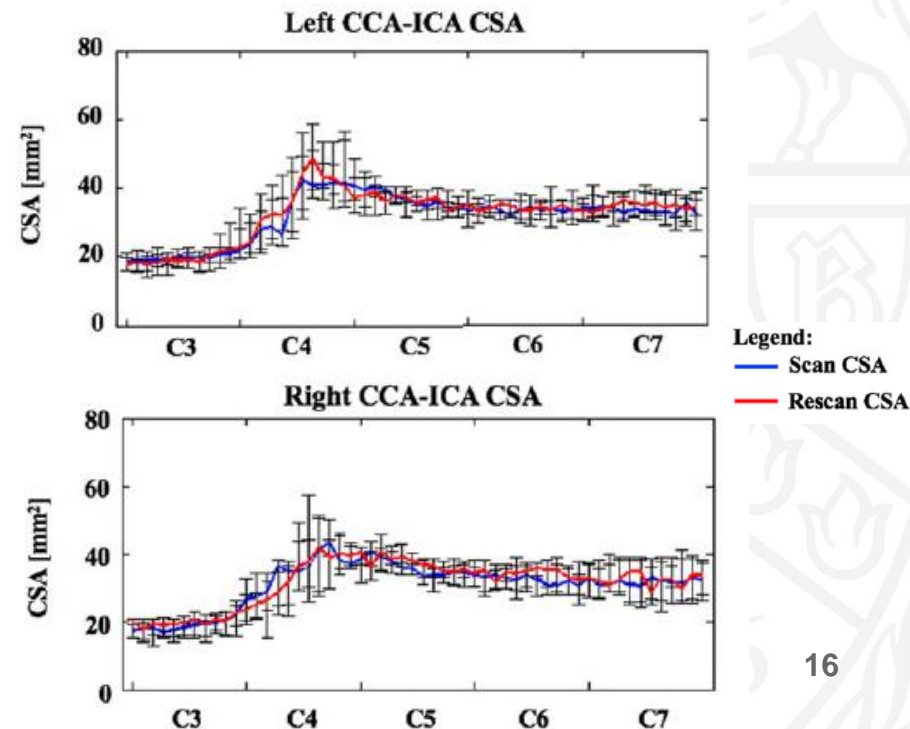 Left CCA-ICA CSA
80
60
40
20
0
CSA [mm²]
C3 C4 C5 C6 C7
Legend:
Scan CSA
Rescan CSA
Right CCA-ICA CSA
80
60
40
20
0
CSA [mm²]
C3 C4 C5 C6 C7
16